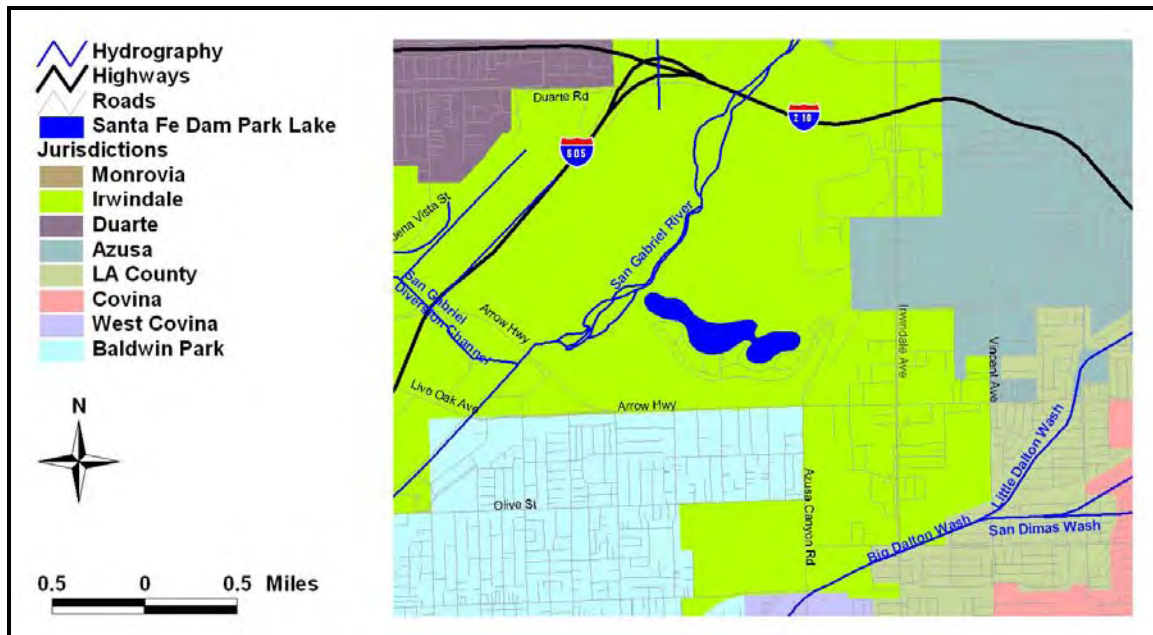 Hydrography
Highways
Roads
Santa Fe Dam Park Lake
Jurisdictions
Monrovia
Irwindale
Duarte
Azusa
LA County
Covina
West Covina
Baldwin Park
N
0.5 0 0.5 Miles
Duarte Rd
210
605
Buena Vista St
San Gabriel River
San Gabriel
Diversion Channel
Arrow Hwy
Irwindale Ave
Vincent Ave
Live Oak Ave
Arrow Hwy
Little Dalton Wash
Olive St
Azusa Canyon Rd
Big Dalton Wash
San Dimas Wash